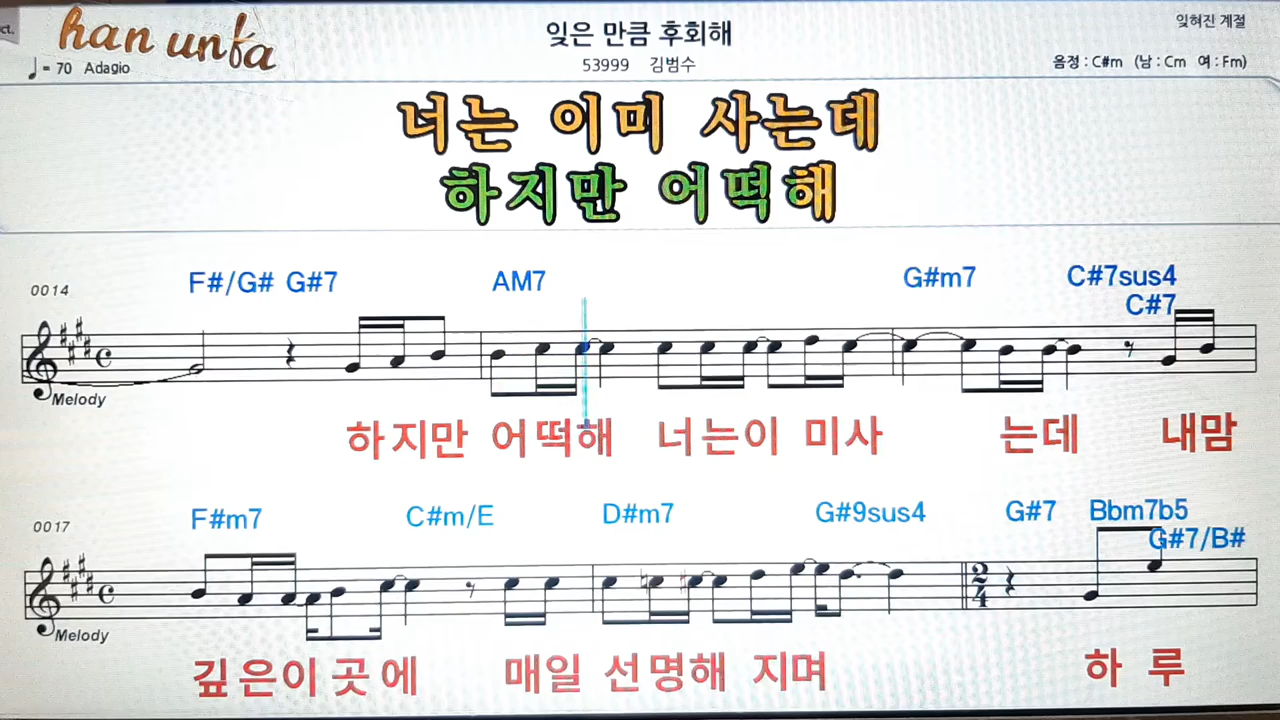 ct.
han unfa
잊은 만큼 후회해
잊혀진 계절
♩= 70 Adagio
53999 김범수
음정 : C#m (남 : Cm 여 : Fm)
너는 이미 사는데
하지만 어떡해
F#/G# G#7 AM7 G#m7 C#7sus4
C#7
0014
Melody
하지만 어떡해 너는이 미사 는데 내맘
F#m7 C#m/E D#m7 G#9sus4 G#7 Bbm7b5
G#7/B#
0017
2
4
Melody
깊은이 곳에 매일 선명해 지며 하 루